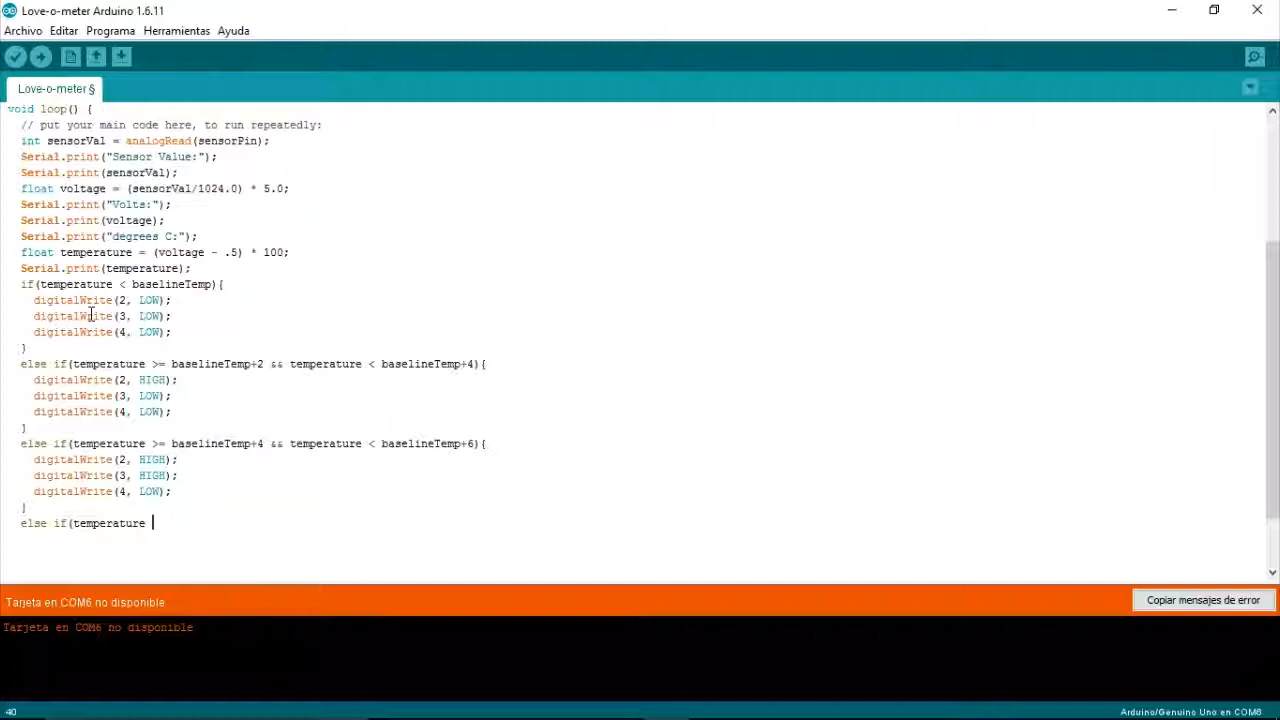 Love-o-meter Arduino 1.6.11
Archivo Editar Programa Herramientas Ayuda
Love-o-meter §
void loop() {
// put your main code here, to run repeatedly:
int sensorVal = analogRead(sensorPin);
Serial.print("Sensor Value:");
Serial.print(sensorVal);
float voltage = (sensorVal/1024.0) * 5.0;
Serial.print("Volts:");
Serial.print(voltage);
Serial.print("degrees C:");
float temperature = (voltage - .5) * 100;
Serial.print(temperature);
if(temperature < baselineTemp){
digitalWrite(2, LOW);
digitalWrite(3, LOW);
digitalWrite(4, LOW);
}
else if(temperature >= baselineTemp+2 && temperature < baselineTemp+4){
digitalWrite(2, HIGH);
digitalWrite(3, LOW);
digitalWrite(4, LOW);
}
else if(temperature >= baselineTemp+4 && temperature < baselineTemp+6){
digitalWrite(2, HIGH);
digitalWrite(3, HIGH);
digitalWrite(4, LOW);
}
else if(temperature
Tarjeta en COM6 no disponible
Copiar mensajes de error
Tarjeta en COM6 no disponible
40
Arduino/Genuino Uno en COM6